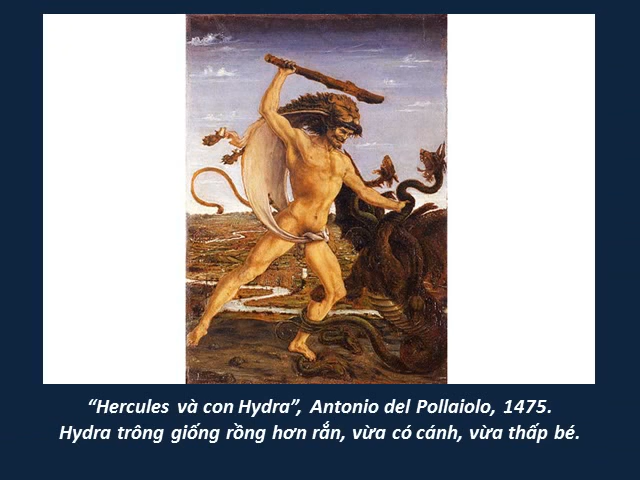 “Hercules và con Hydra”, Antonio del Pollaiolo, 1475.
Hydra trông giống rồng hơn rắn, vừa có cánh, vừa thấp bé.